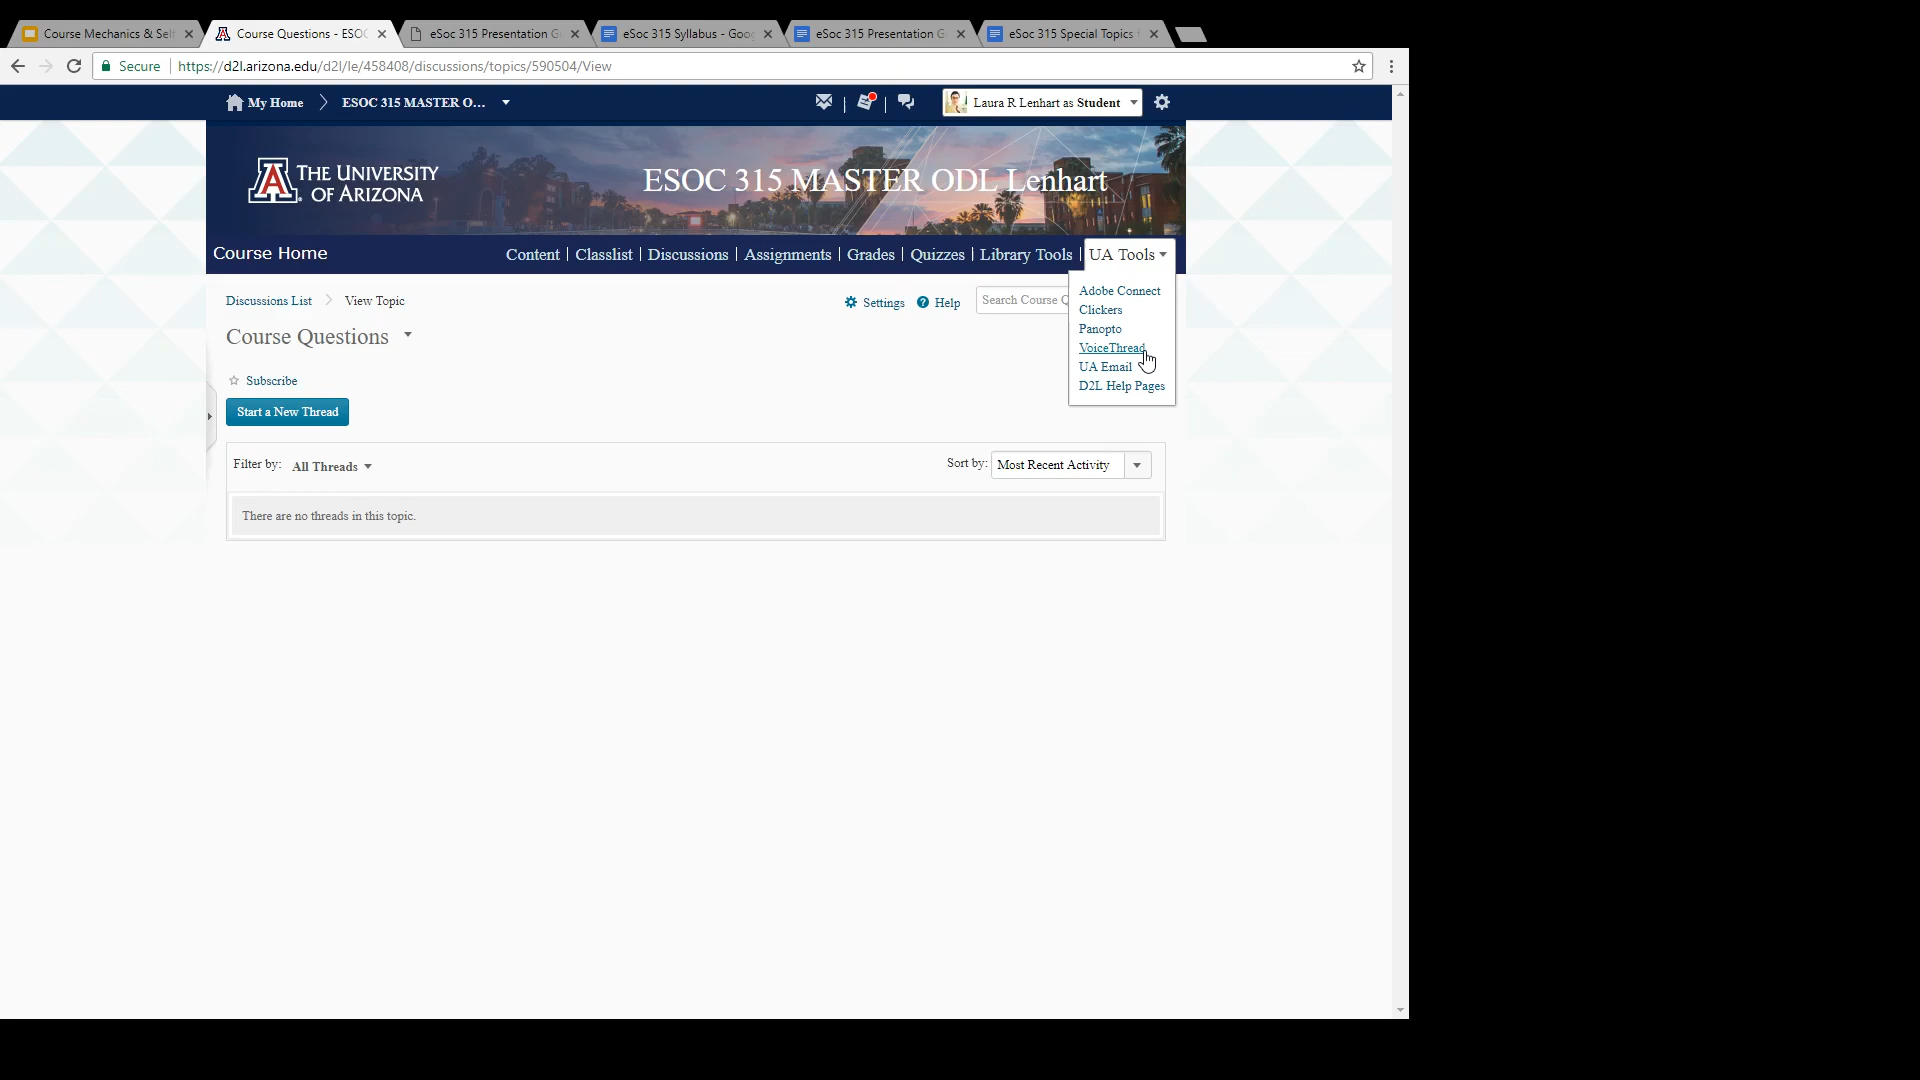 Course Mechanics & Sel
Course Questions - ESOC
eSoc 315 Presentation G
eSoc 315 Syllabus - Goo
eSoc 315 Presentation G
eSoc 315 Special Topics
Secure https://d2l.arizona.edu/d2l/le/458408/discussions/topics/590504/View
My Home ESOC 315 MASTER O... Laura R Lenhart as Student
THE UNIVERSITY
OF ARIZONA
ESOC 315 MASTER ODL Lenhart
Course Home Content Classlist Discussions Assignments Grades Quizzes Library Tools UA Tools
Adobe Connect
Clickers
Panopto
VoiceThread
UA Email
D2L Help Pages
Discussions List View Topic Settings Help Search Course Q
Course Questions
Subscribe
Start a New Thread
Filter by: All Threads Sort by: Most Recent Activity
There are no threads in this topic.